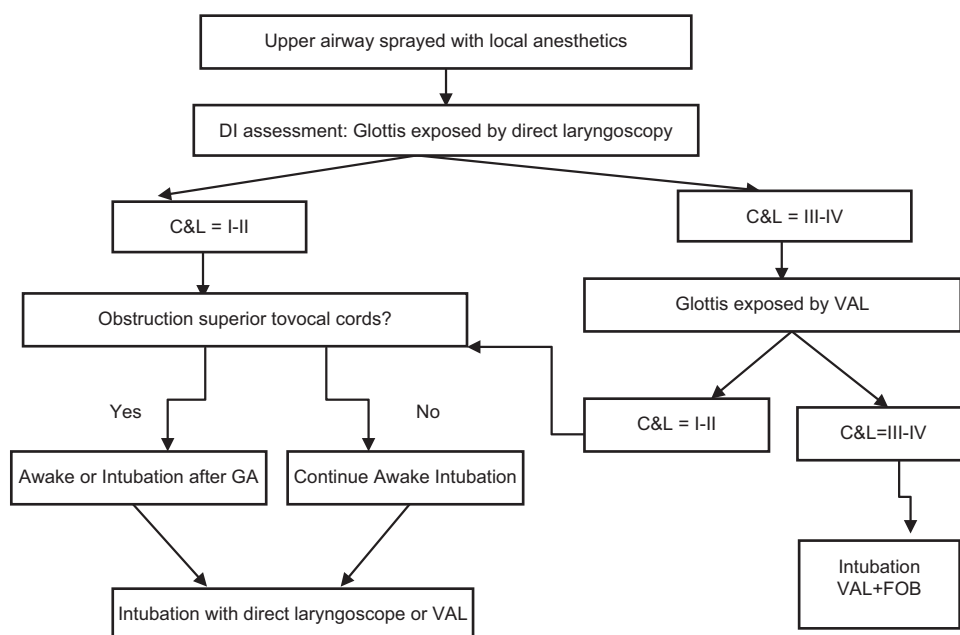 Upper airway sprayed with local anesthetics
DI assessment: Glottis exposed by direct laryngoscopy
C&L = I-II
C&L = III-IV
Obstruction superior tovocal cords?
Glottis exposed by VAL
Yes
No
C&L = I-II
C&L=III-IV
Awake or Intubation after GA
Continue Awake Intubation
Intubation
VAL+FOB
Intubation with direct laryngoscope or VAL